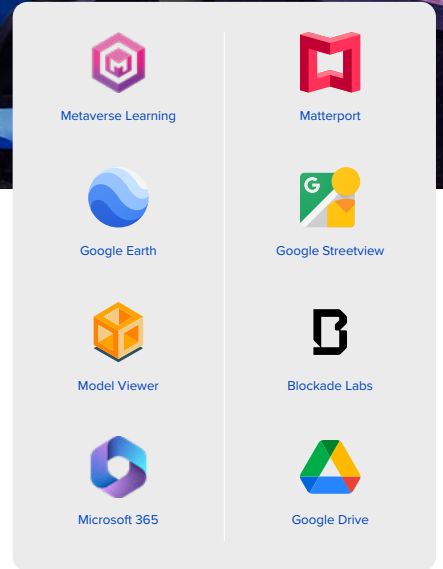 Metaverse Learning
Matterport
G
Google Earth
Google Streetview
Model Viewer
Blockade Labs
Microsoft 365
Google Drive